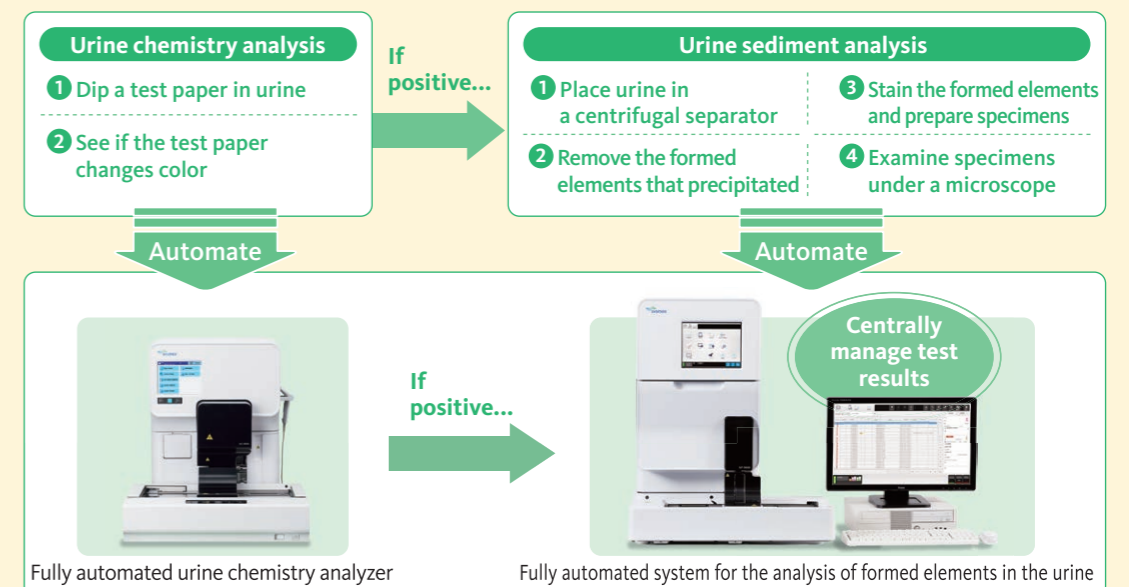 Urine chemistry analysis
1 Dip a test paper in urine
2 See if the test paper
changes color
If
positive...
Urine sediment analysis
1 Place urine in
a centrifugal separator
2 Remove the formed
elements that precipitated
3 Stain the formed elements
and prepare specimens
4 Examine specimens
under a microscope
Automate
Automate
If
positive...
Centrally
manage test
results
Fully automated urine chemistry analyzer
Fully automated system for the analysis of formed elements in the urine